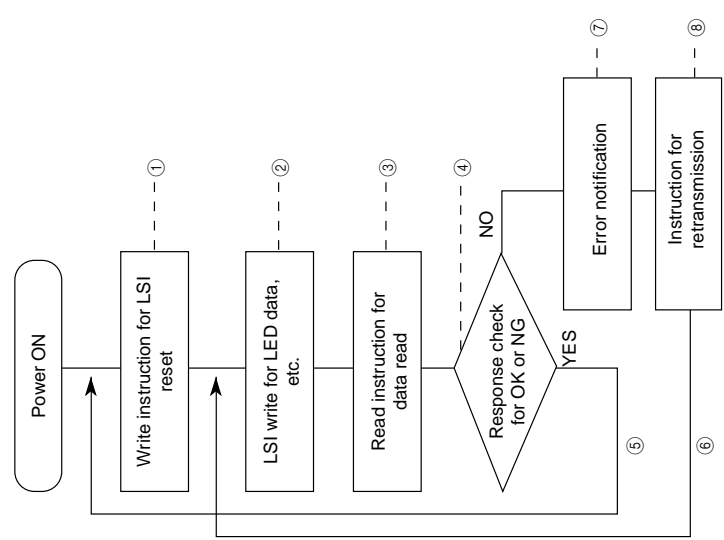 Power ON
Write instruction for LSI
reset
①
LSI write for LED data,
etc.
②
Read instruction for
data read
③
Response check
for OK or NG
④
NO
YES
⑤
Error notification
⑦
Instruction for
retransmission
⑧
⑥